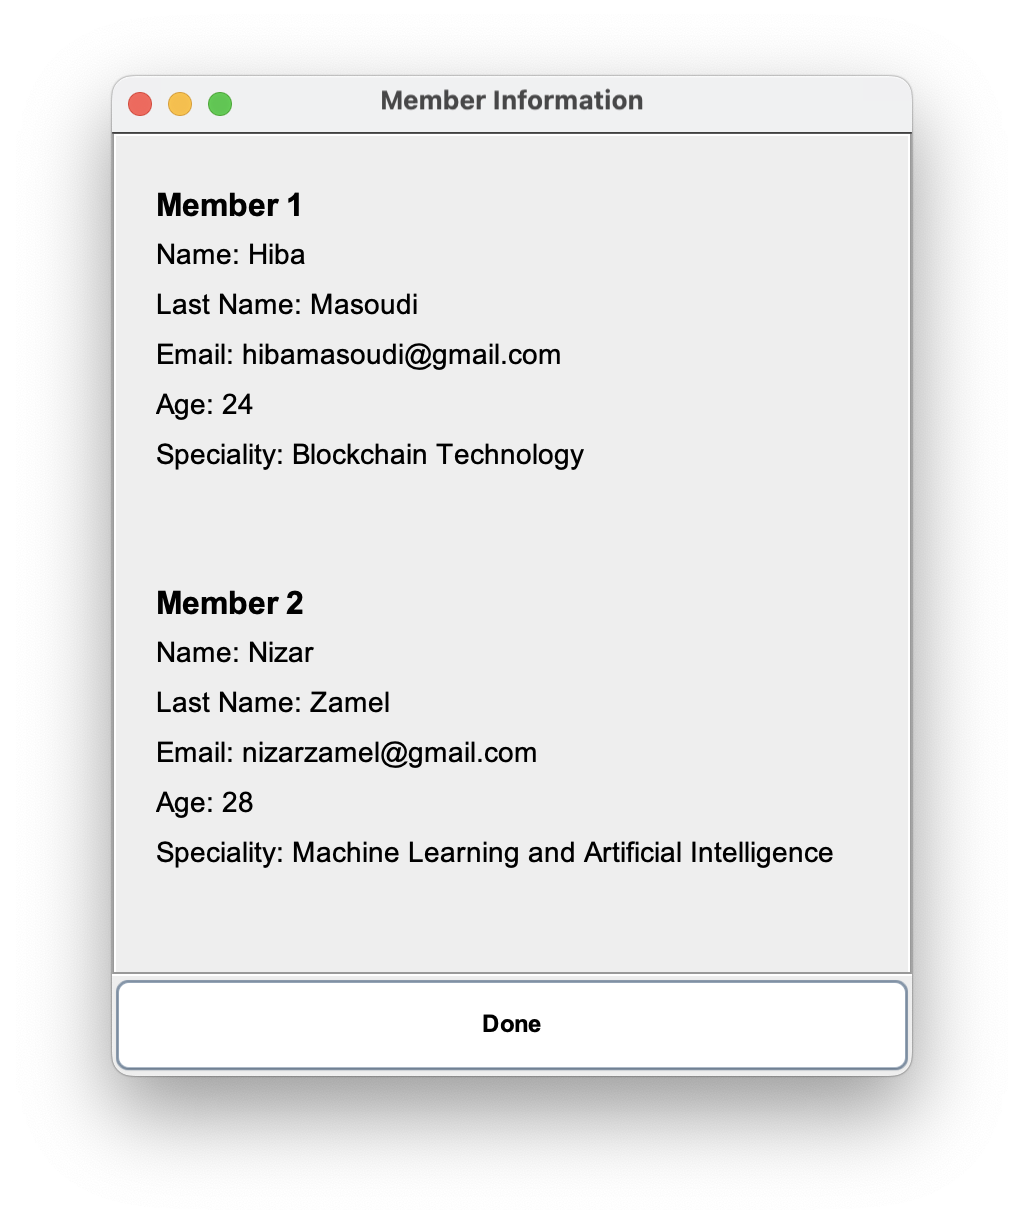 Member Information
Member 1
Name: Hiba
Last Name: Masoudi
Email: hibamasoudi@gmail.com
Age: 24
Speciality: Blockchain Technology
Member 2
Name: Nizar
Last Name: Zamel
Email: nizarzamel@gmail.com
Age: 28
Speciality: Machine Learning and Artificial Intelligence
Done